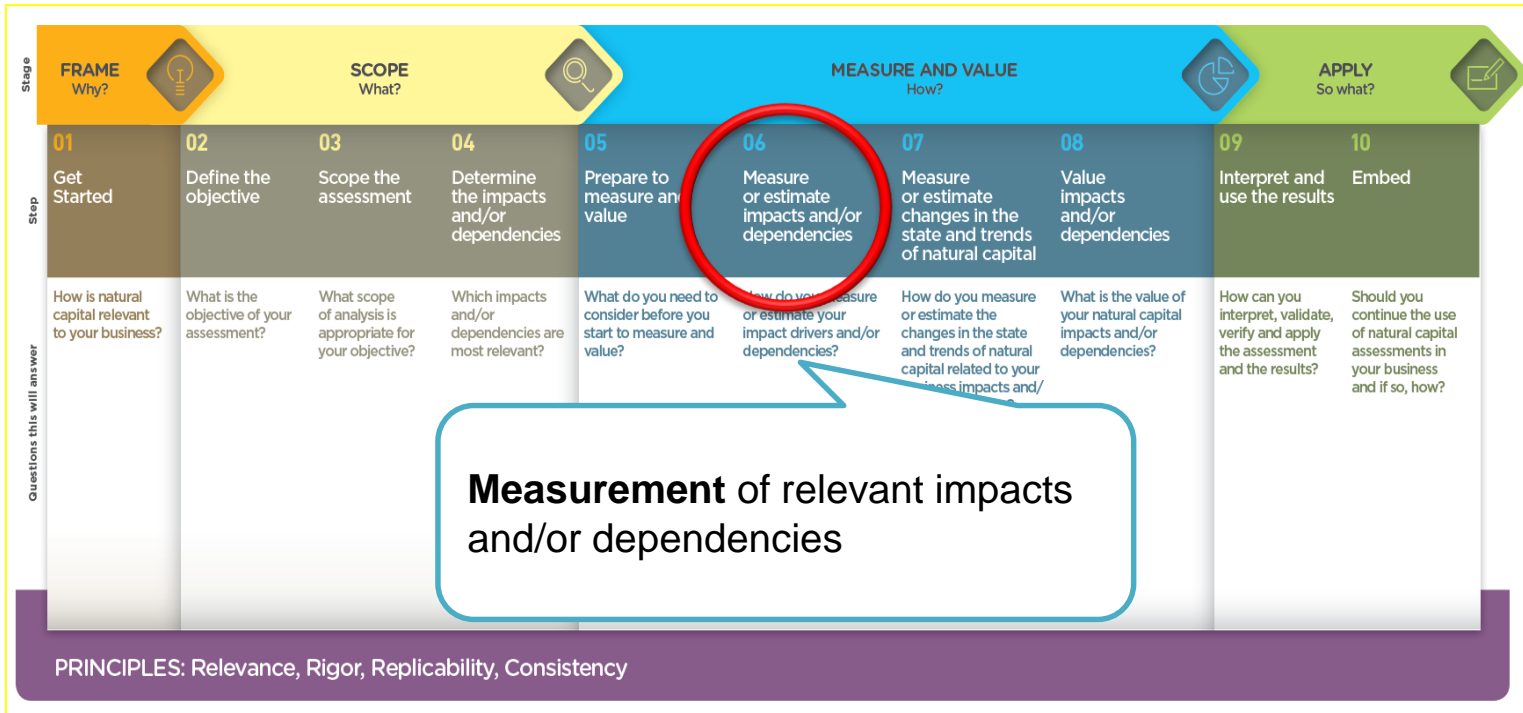 Stage
FRAME
Why?
SCOPE
What?
MEASURE AND VALUE
How?
APPLY
So what?
Step
01
Get
Started
02
Define the
objective
03
Scope the
assessment
04
Determine
the impacts
and/or
dependencies
05
Prepare to
measure and
value
06
Measure
or estimate
impacts and/or
dependencies
07
Measure
or estimate
changes in the
state and trends
of natural capital
08
Value
impacts
and/or
dependencies
09
Interpret and
use the results
10
Embed
Questions this will answer
How is natural
capital relevant
to your business?
What is the
objective of your
assessment?
What scope
of analysis is
appropriate for
your objective?
Which impacts
and/or
dependencies are
most relevant?
What do you need to
consider before you
start to measure and
value?
How do you measure
or estimate your
impact drivers and/or
dependencies?
How do you measure
or estimate the
changes in the state
and trends of natural
capital related to your
business impacts and/
What is the value of
your natural capital
impacts and/or
dependencies?
How can you
interpret, validate,
verify and apply
the assessment
and the results?
Should you
continue the use
of natural capital
assessments in
your business
and if so, how?
Measurement of relevant impacts
and/or dependencies
PRINCIPLES: Relevance, Rigor, Replicability, Consistency